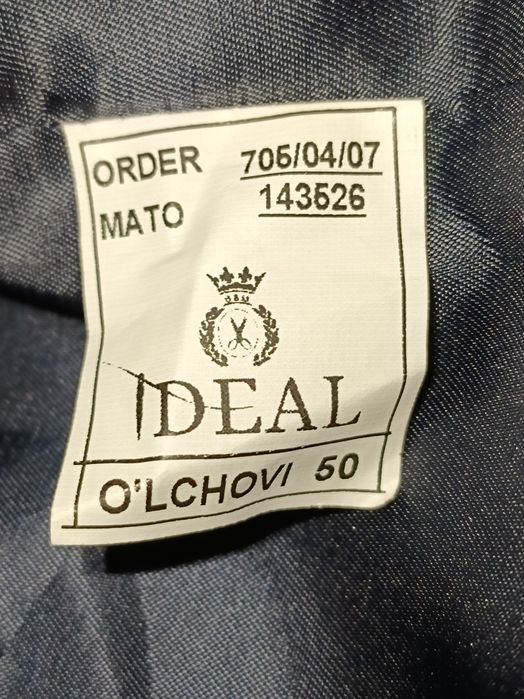 ORDER 705/04/07
MATO 143526
IDEAL
O'LCHOVI 50